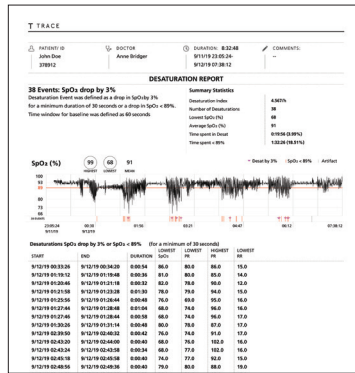 TRACE
PATIENT/ ID
John Doe
378912
DOCTOR
Anne Bridger
DURATION: 8:32:48
9/11/19 23:05:24-
9/12/19 07:38:12
COMMENTS:
--
DESATURATION REPORT
38 Events: SpO₂ drop by 3%
Desaturation Event was defined as a drop in SpO₂by 3%
for a minimum duration of 30 seconds or a drop in SpO₂ < 89%.
Time window for baseline was defined as 60 seconds
Summary Statistics
Desaturation Index 4.567/h
Number of Desaturations 38
Lowest SpO₂ (%) 68
Average SpO₂ (%) 91
Time spent in Desat 0:19:56 (3.89%)
Time spent < 89% 1:32:26 (18.51%)
SpO₂ (%)
99 68 91
HIGHEST LOWEST MEAN
Desat by 3% SpO₂ < 89% Artifact
100
93
80
73
66
23:05:24 00:30 01:56 03:21 04:47 06:12 07:38:12
9/11/19 9/12/19
Desaturations SpO₂ drop by 3% or SpO₂ < 89% (for a minimum of 30 seconds)
START END DURATION LOWEST SpO₂ LOWEST PR HIGHEST PR LOWEST RR
9/12/19 00:33:26 9/12/19 00:34:20 0:00:54 86.0 80.0 86.0 15.0
9/12/19 01:19:12 9/12/19 01:19:48 0:00:36 81.0 80.0 85.0 14.0
9/12/19 01:20:46 9/12/19 01:21:18 0:00:32 82.0 78.0 90.0 12.0
9/12/19 01:21:58 9/12/19 01:23:28 0:01:30 78.0 79.0 94.0 15.0
9/12/19 01:25:56 9/12/19 01:28:44 0:00:48 76.0 69.0 95.0 16.0
9/12/19 01:27:44 9/12/19 01:28:48 0:01:04 68.0 74.0 96.0 16.0
9/12/19 01:27:46 9/12/19 01:28:44 0:00:58 68.0 74.0 96.0 17.0
9/12/19 01:30:26 9/12/19 01:31:14 0:00:48 80.0 78.0 87.0 17.0
9/12/19 02:39:50 9/12/19 02:40:32 0:00:42 76.0 74.0 91.0 17.0
9/12/19 02:43:20 9/12/19 02:44:00 0:00:40 68.0 76.0 102.0 16.0
9/12/19 02:43:24 9/12/19 02:43:58 0:00:34 68.0 77.0 102.0 16.0
9/12/19 02:45:18 9/12/19 02:45:58 0:00:40 74.0 77.0 92.0 15.0
9/12/19 02:48:56 9/12/19 02:49:36 0:00:40 79.0 80.0 88.0 19.0